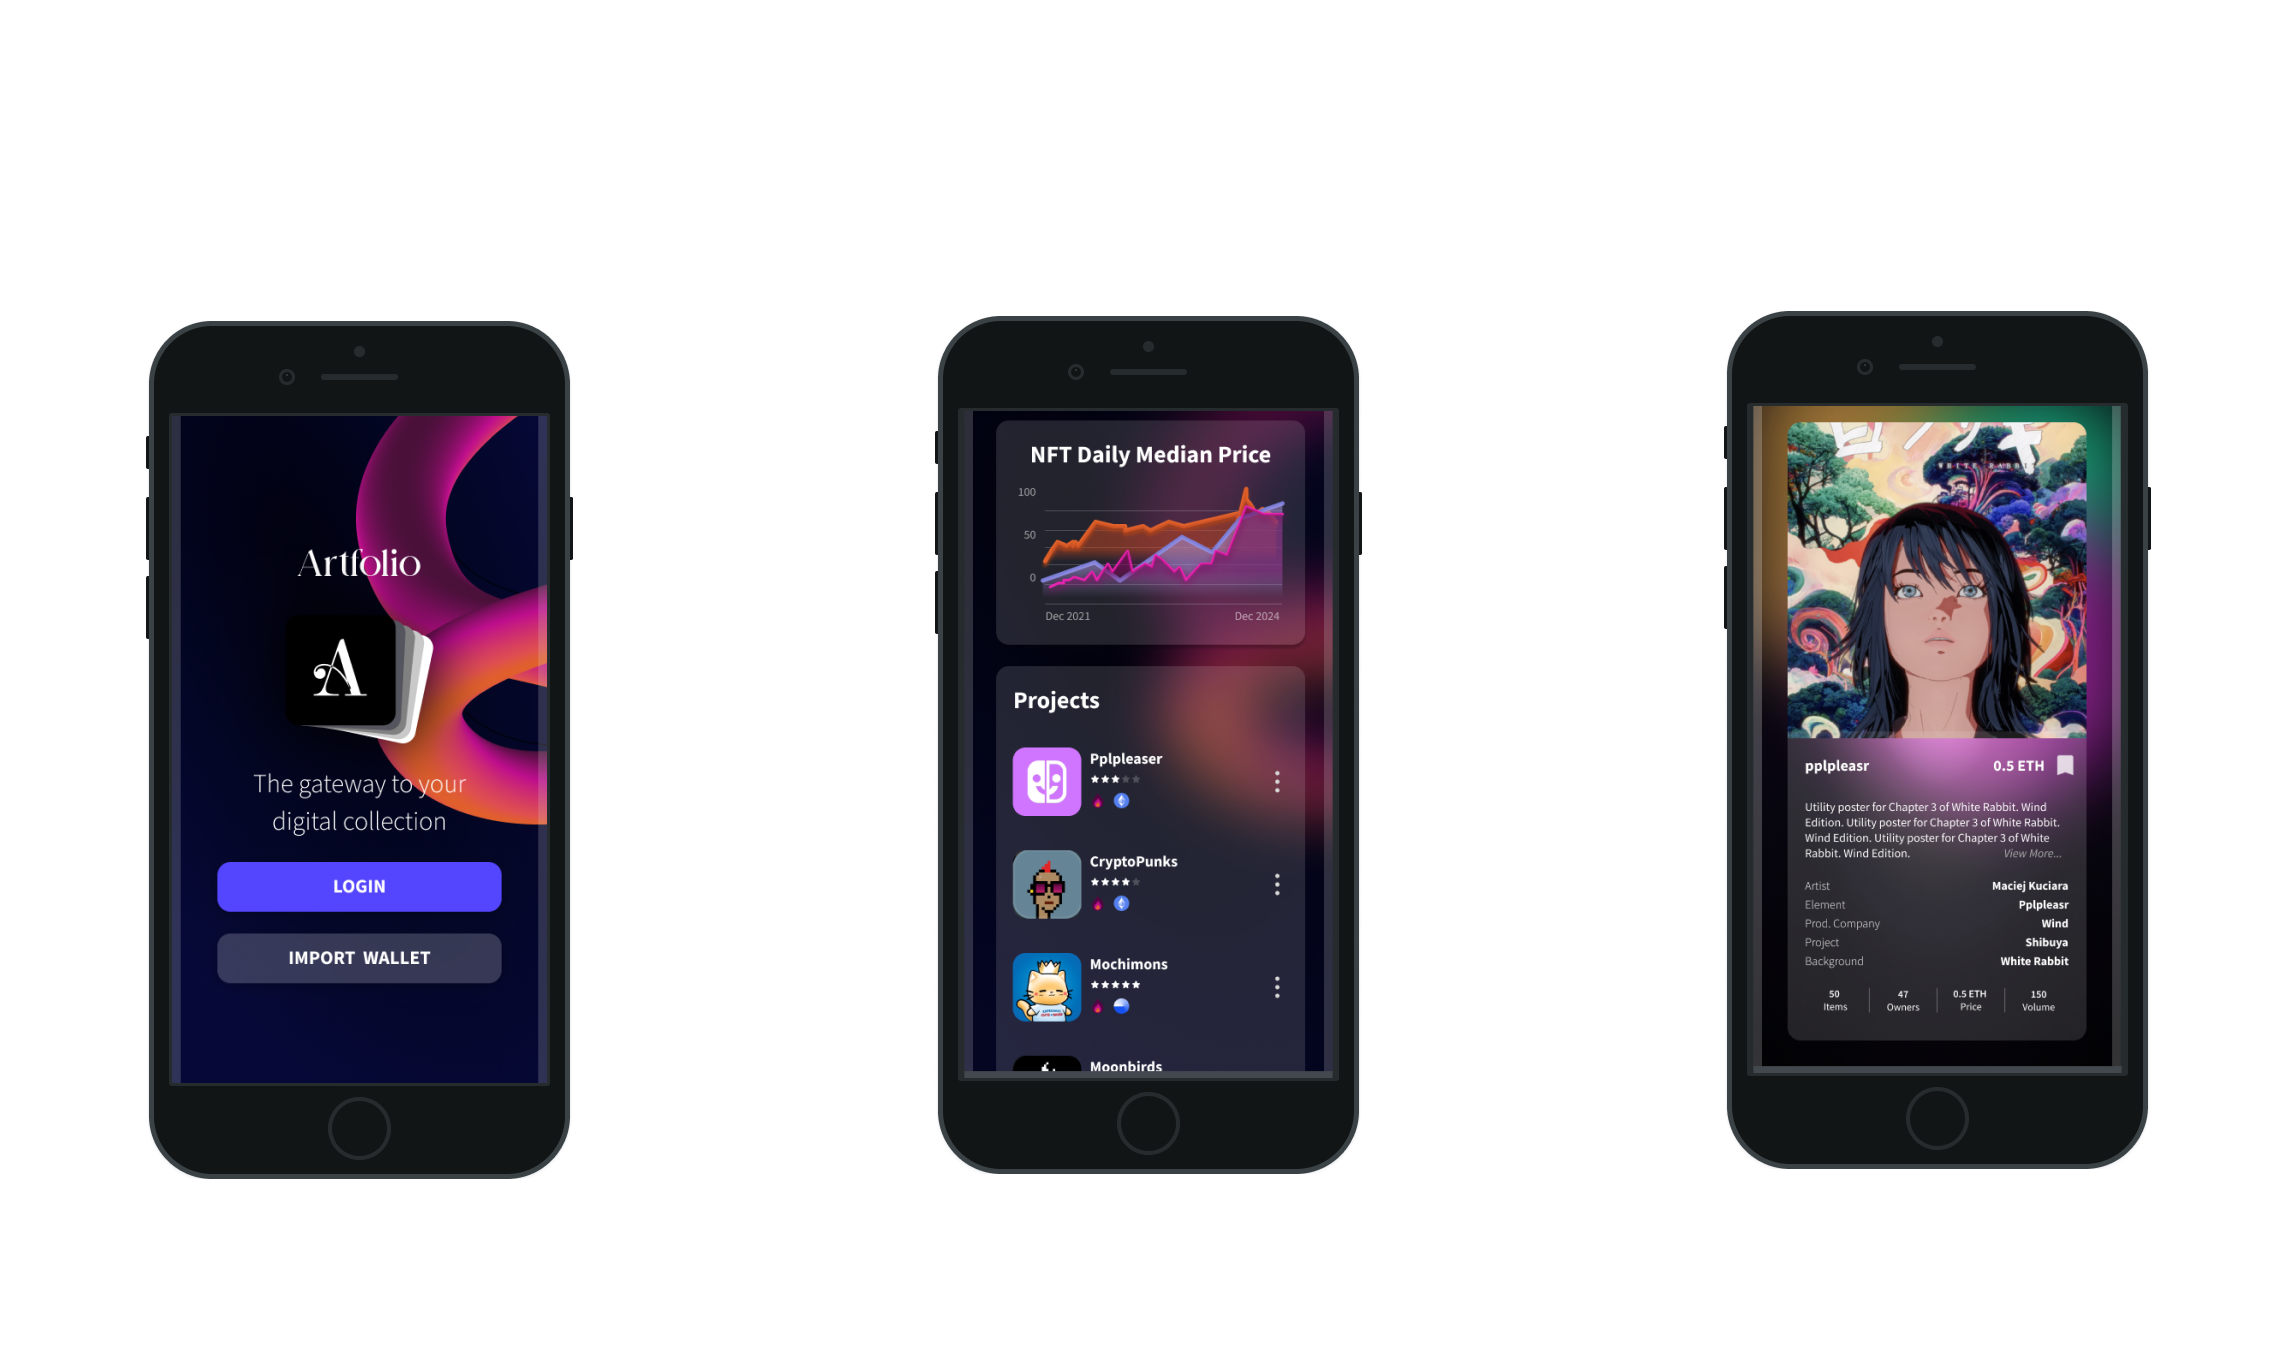 Artfolio
A
The gateway to your
digital collection
LOGIN
IMPORT WALLET
NFT Daily Median Price
100
50
0
Dec 2021
Dec 2024
Projects
Pplpleaser
CryptoPunks
Mochimons
Moonbirds
WHITE RABBIT
pplpleasr
0.5 ETH
Utility poster for Chapter 3 of White Rabbit. Wind
Edition. Utility poster for Chapter 3 of White Rabbit.
Wind Edition. Utility poster for Chapter 3 of White
Rabbit. Wind Edition.
View More...
Artist
Maciej Kuciara
Element
Pplpleasr
Prod. Company
Wind
Project
Shibuya
Background
White Rabbit
50
Items
47
Owners
0.5 ETH
Price
150
Volume